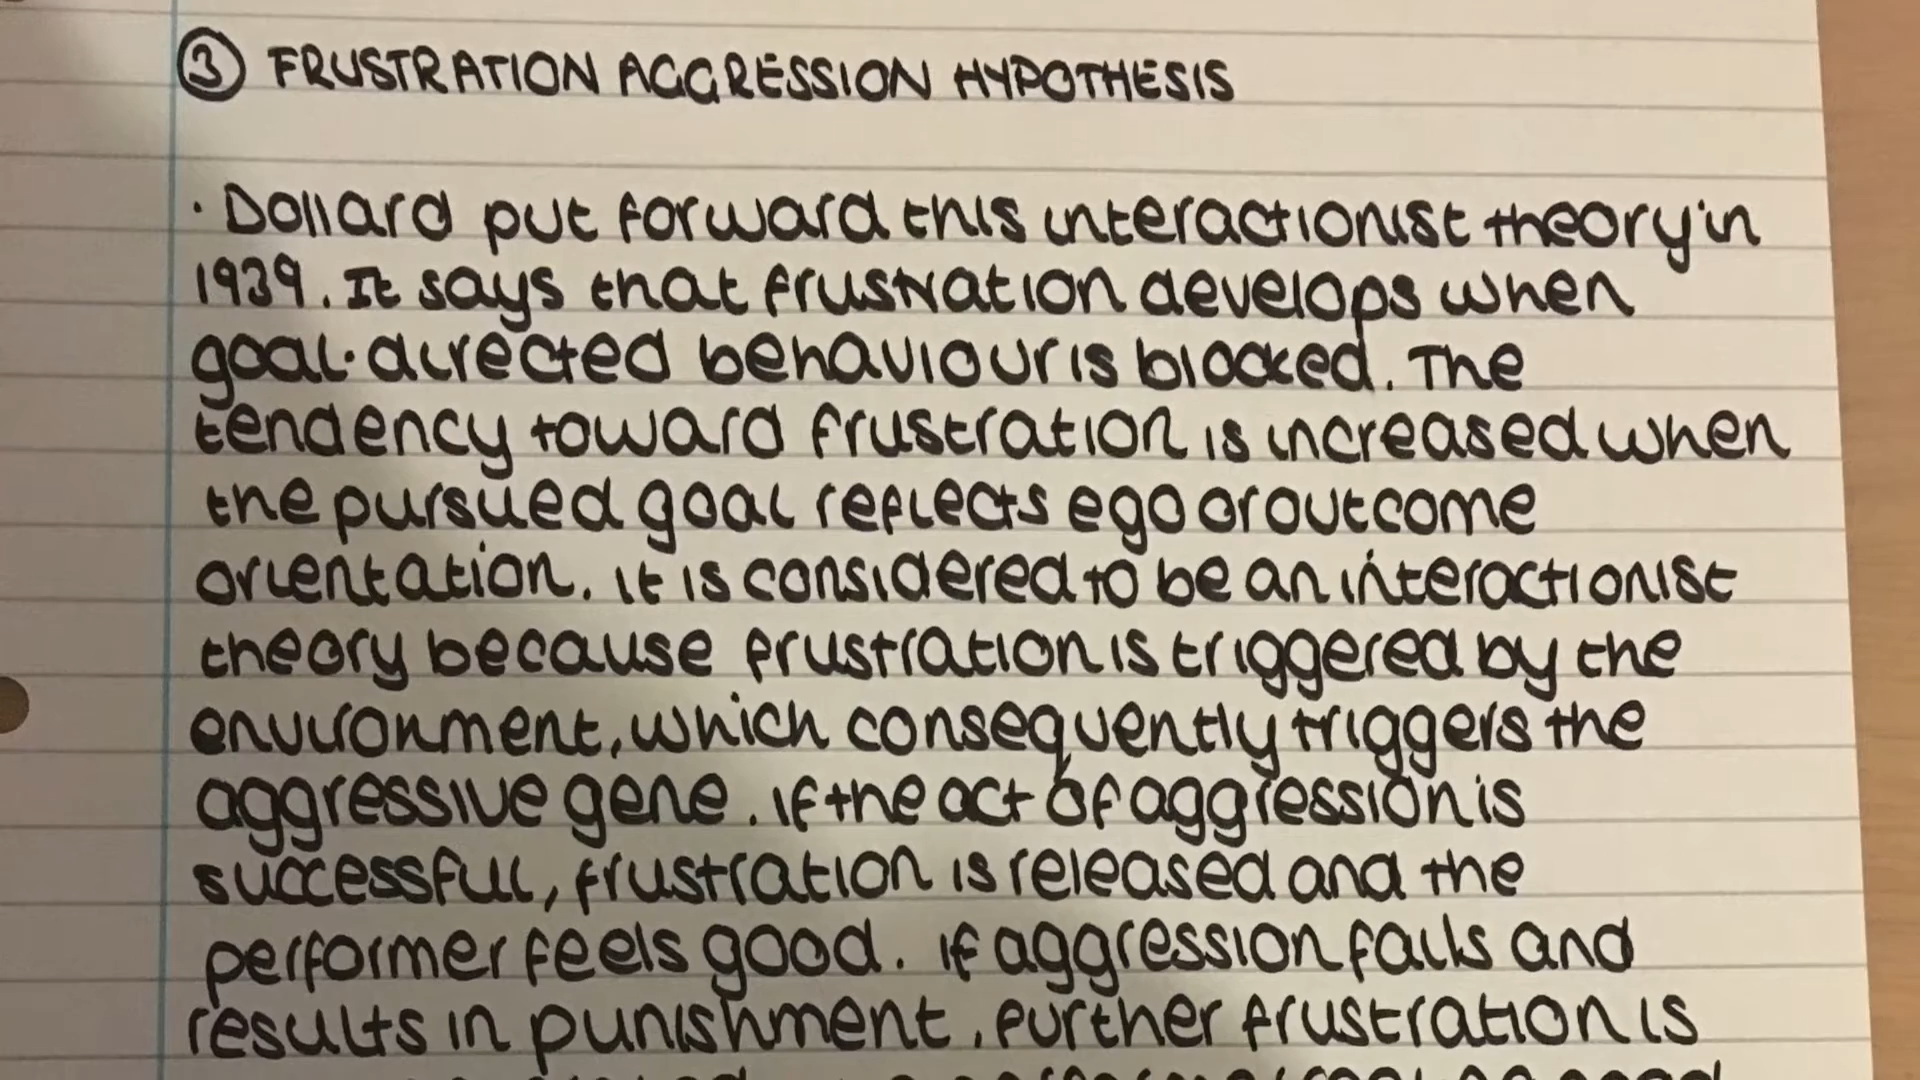 ③ FRUSTRATION AGGRESSION HYPOTHESIS
· Dollard put forward this interactionist theory in
1939. It says that frustration develops when
goal-directed behaviour is blocked. The
tendency toward frustration is increased when
the pursued goal reflects ego or outcome
orientation. It is considered to be an interactionist
theory because frustration is triggered by the
environment, which consequently triggers the
aggressive gene. If the act of aggression is
successful, frustration is released and the
performer feels good. If aggression fails and
results in punishment, further frustration is